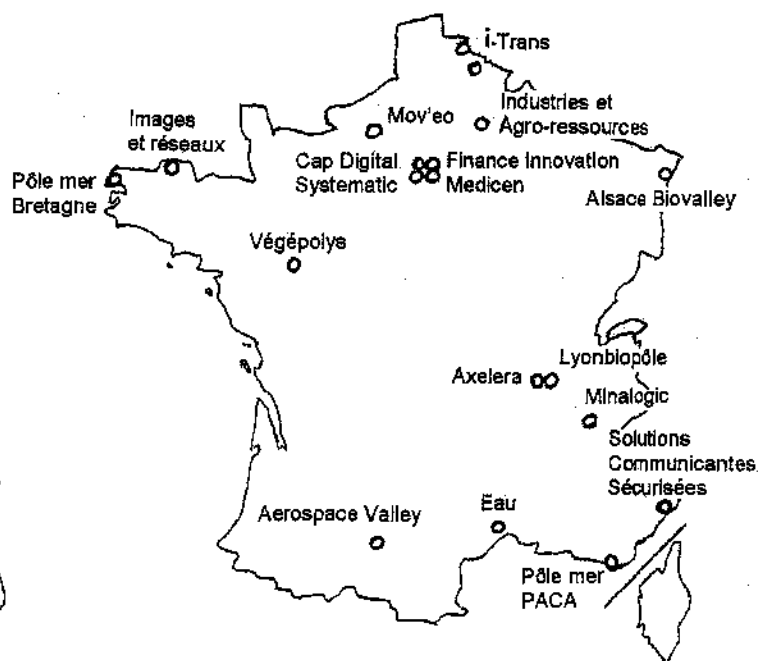 i-Trans
Mov'eo
Industries et
Agro-ressources
Images
et réseaux
Cap Digital
Systematic
Finance Innovation
Medicen
Pôle mer
Bretagne
Alsace Biovalley
Végépolys
Lyonbiopôle
Axelera
Minalogic
Solutions
Communicantes
Sécurisées
Eau
Aerospace Valley
Pôle mer
PACA